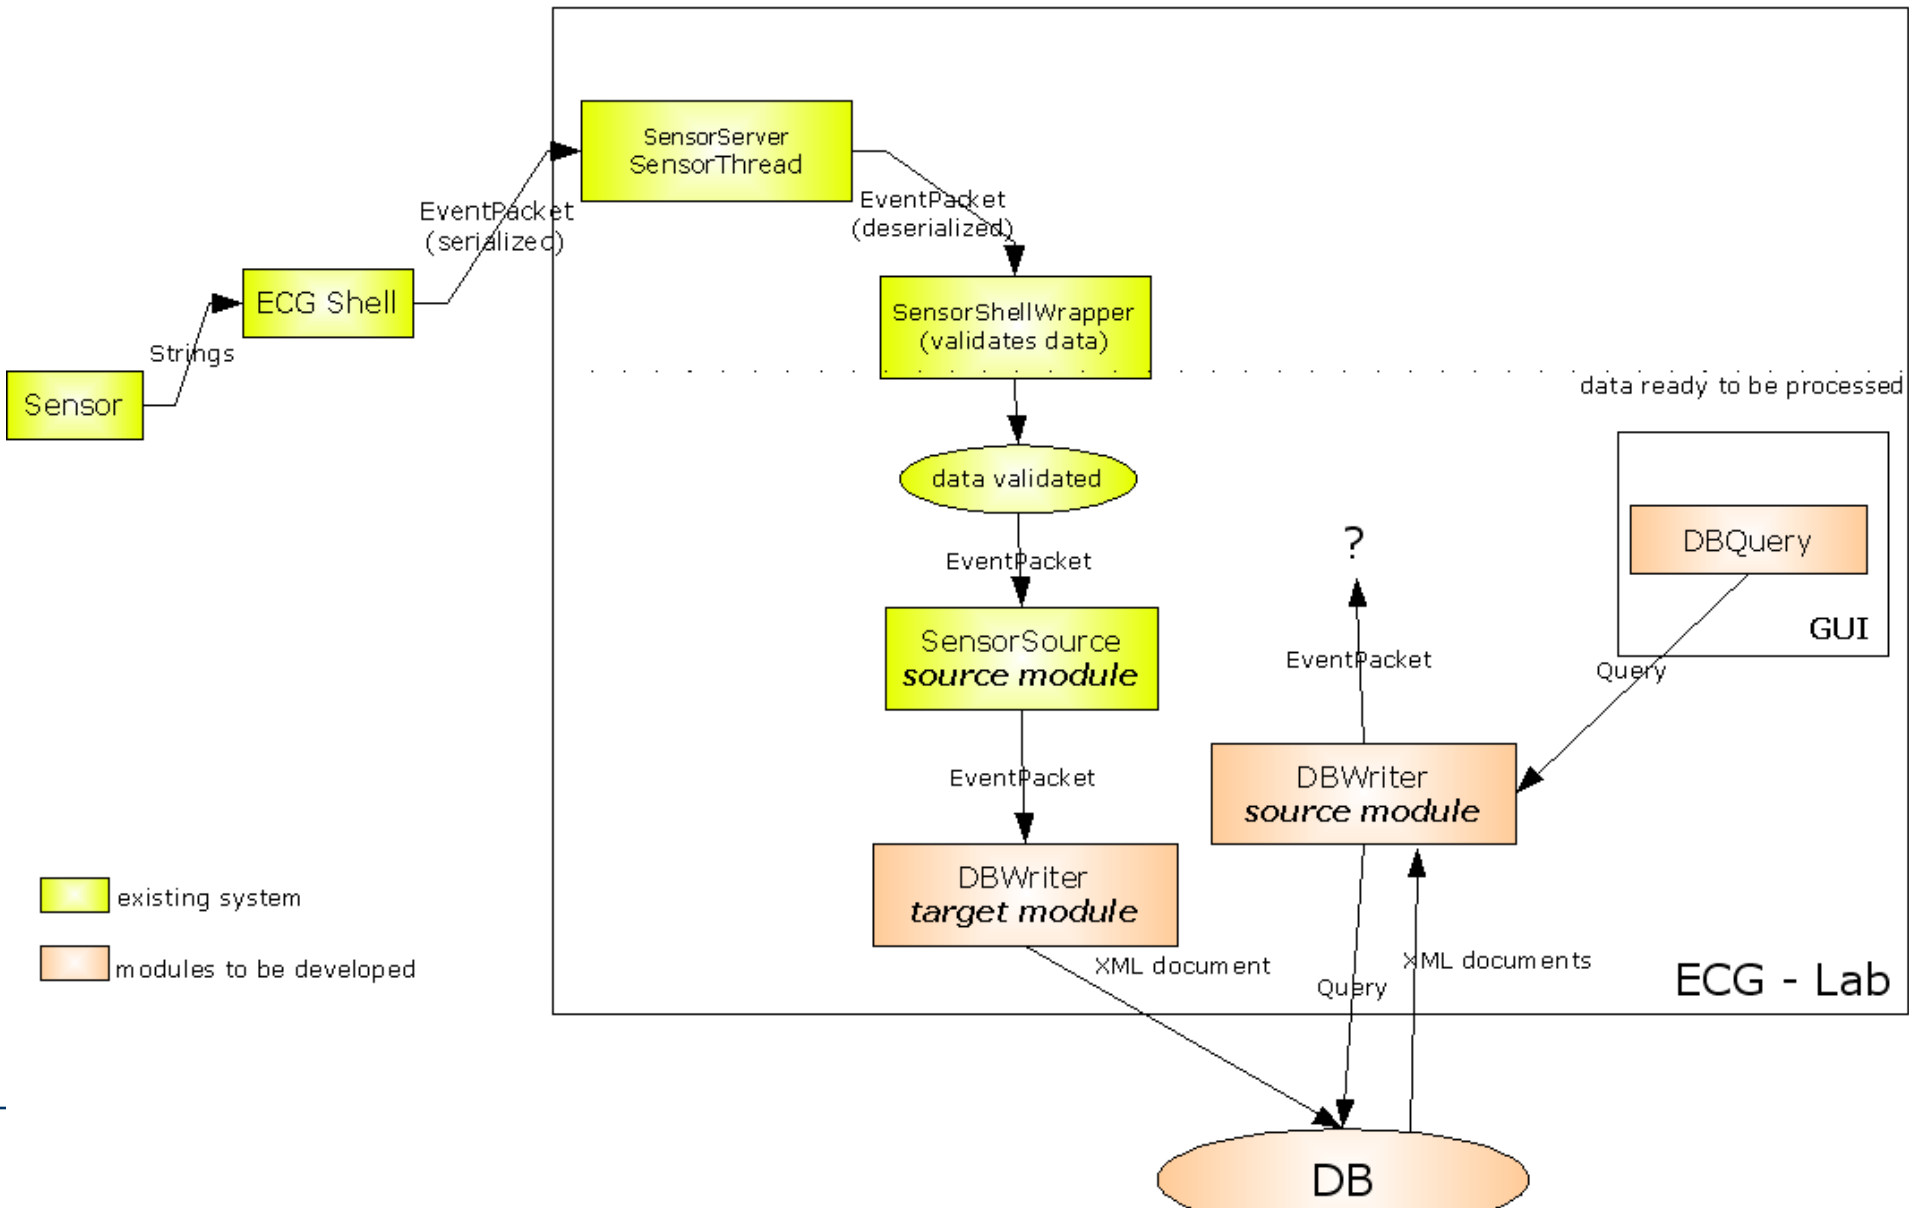 SensorServer
SensorThread
EventPacket
(serialized)
EventPacket
(deserialized)
ECG Shell
SensorShellWrapper
(validates data)
Strings
Sensor
data ready to be processed
data validated
DBQuery
?
EventPacket
GUI
SensorSource
source module
EventPacket
Query
EventPacket
DBWriter
source module
DBWriter
target module
existing system
modules to be developed
XML document
XML documents
Query
ECG - Lab
DB